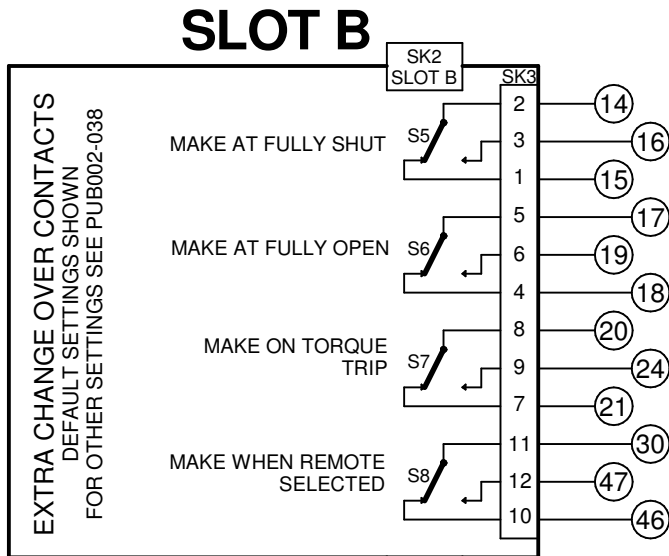 SLOT B
SK2
SLOT B
SK3
EXTRA CHANGE OVER CONTACTS
DEFAULT SETTINGS SHOWN
FOR OTHER SETTINGS SEE PUB002-038
MAKE AT FULLY SHUT
S5
2
14
3
16
1
15
MAKE AT FULLY OPEN
S6
5
17
6
19
4
18
MAKE ON TORQUE
TRIP
S7
8
20
9
24
7
21
MAKE WHEN REMOTE
SELECTED
S8
11
30
12
47
10
46